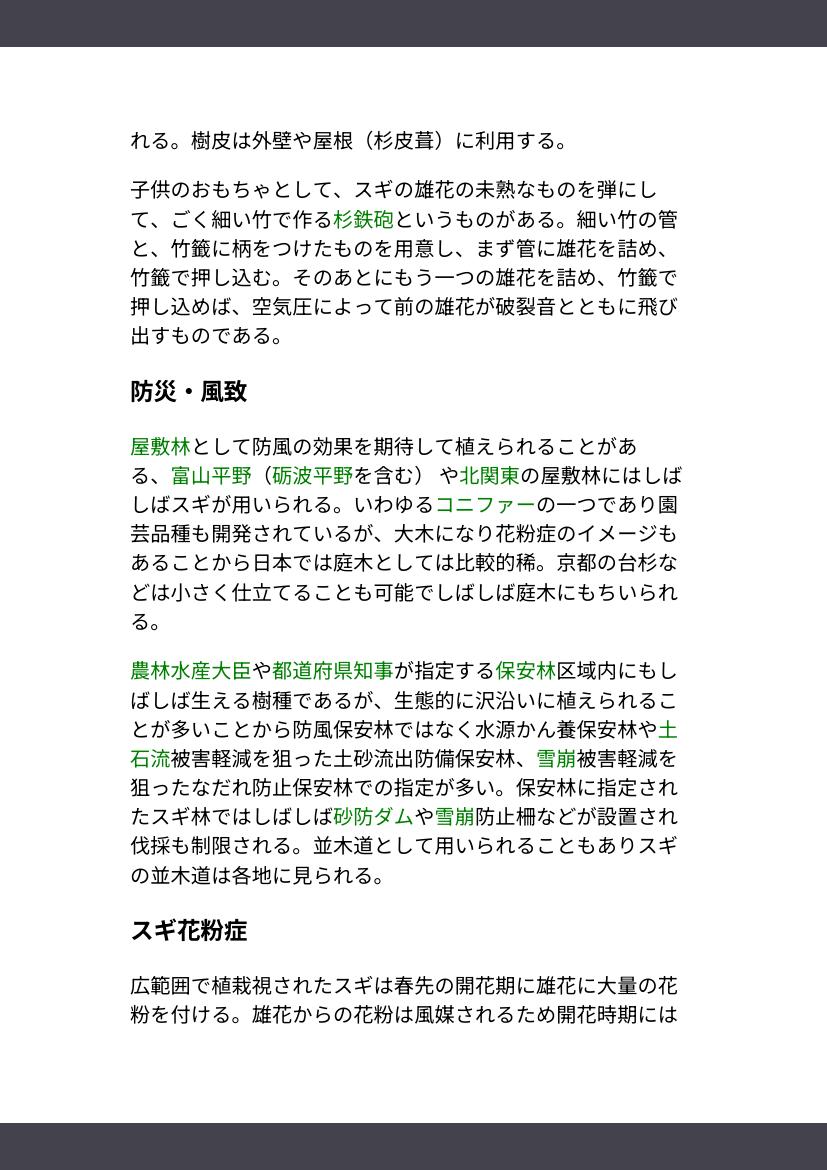 れる。樹皮は外壁や屋根（杉皮葺）に利用する。
子供のおもちゃとして、スギの雄花の未熟なものを弾にし
て、ごく細い竹で作る杉鉄砲というものがある。細い竹の管
と、竹籤に柄をつけたものを用意し、まず管に雄花を詰め、
竹籤で押し込む。そのあとにもう一つの雄花を詰め、竹籤で
押し込めば、空気圧によって前の雄花が破裂音とともに飛び
出すものである。
防災・風致
屋敷林として防風の効果を期待して植えられることがあ
る、富山平野（砺波平野を含む） や北関東の屋敷林にはしば
しばスギが用いられる。いわゆるコニファーの一つであり園
芸品種も開発されているが、大木になり花粉症のイメージも
あることから日本では庭木としては比較的稀。京都の台杉な
どは小さく仕立てることも可能でしばしば庭木にもちいられ
る。
農林水産大臣や都道府県知事が指定する保安林区域内にもし
ばしば生える樹種であるが、生態的に沢沿いに植えられるこ
とが多いことから防風保安林ではなく水源かん養保安林や土
石流被害軽減を狙った土砂流出防備保安林、雪崩被害軽減を
狙ったなだれ防止保安林での指定が多い。保安林に指定され
たスギ林ではしばしば砂防ダムや雪崩防止柵などが設置され
伐採も制限される。並木道として用いられることもありスギ
の並木道は各地に見られる。
スギ花粉症
広範囲で植栽視されたスギは春先の開花期に雄花に大量の花
粉を付ける。雄花からの花粉は風媒されるため開花時期には